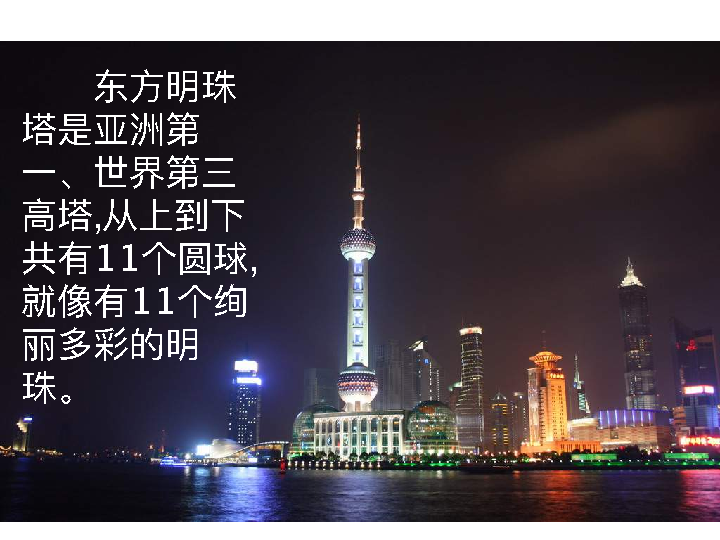 东方明珠
塔是亚洲第
一、世界第三
高塔,从上到下
共有11个圆球,
就像有11个绚
丽多彩的明
珠。